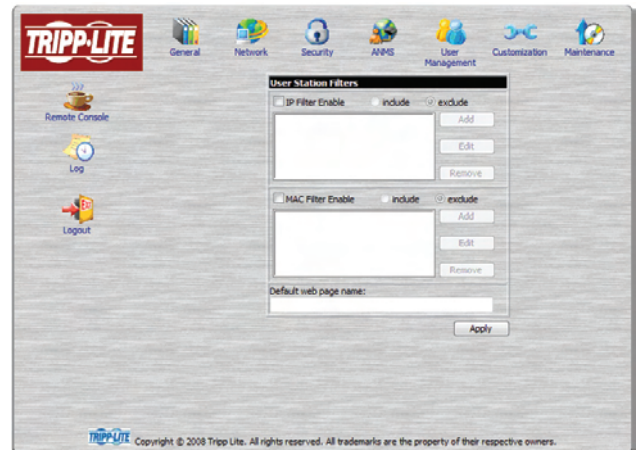 TRIPP·LITE
General Network Security ANMS User Management Customization Maintenance
Remote Console
Log
Logout
User Station Filters
IP Filter Enable include exclude
Add
Edit
Remove
MAC Filter Enable include exclude
Add
Edit
Remove
Default web page name:
Apply
TRIPP·LITE Copyright © 2008 Tripp Lite. All rights reserved. All trademarks are the property of their respective owners.